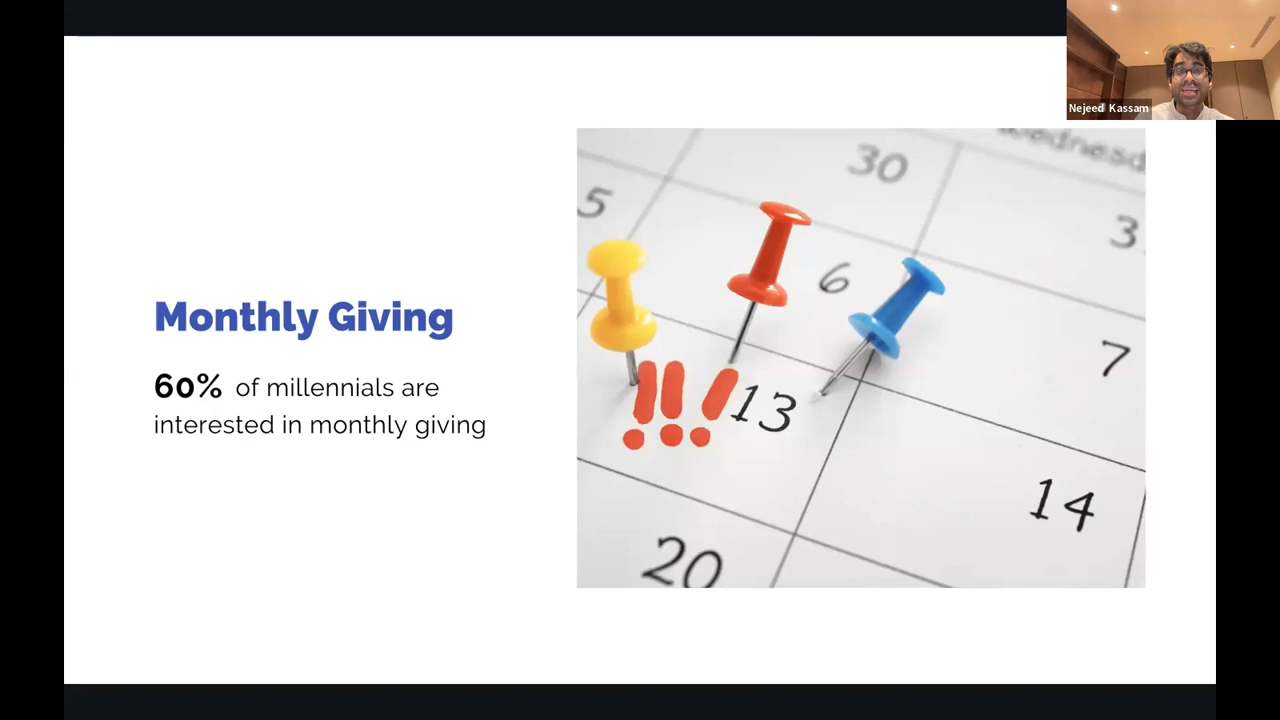 Nejeed Kassam
Wednesd
30
5
3
6
7
13
14
20
Monthly Giving
60% of millennials are
interested in monthly giving